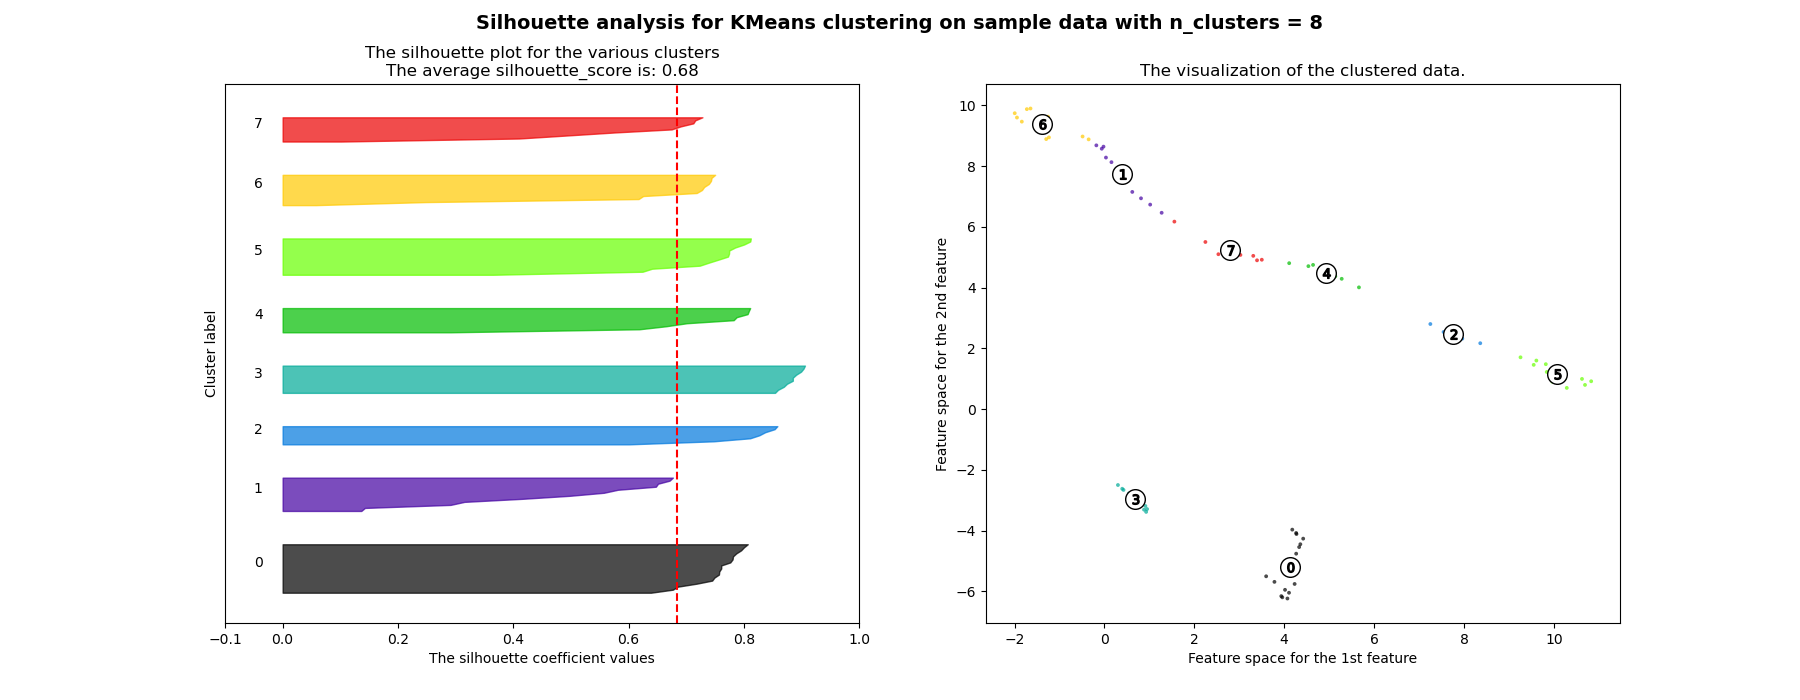 Silhouette analysis for KMeans clustering on sample data with n_clusters = 8
The silhouette plot for the various clusters
The average silhouette_score is: 0.68
7
6
5
4
3
2
1
0
Cluster label
−0.1 0.0 0.2 0.4 0.6 0.8 1.0
The silhouette coefficient values
The visualization of the clustered data.
10
8
6
4
2
0
−2
−4
−6
Feature space for the 2nd feature
6
1
7
4
2
5
3
0
−2 0 2 4 6 8 10
Feature space for the 1st feature